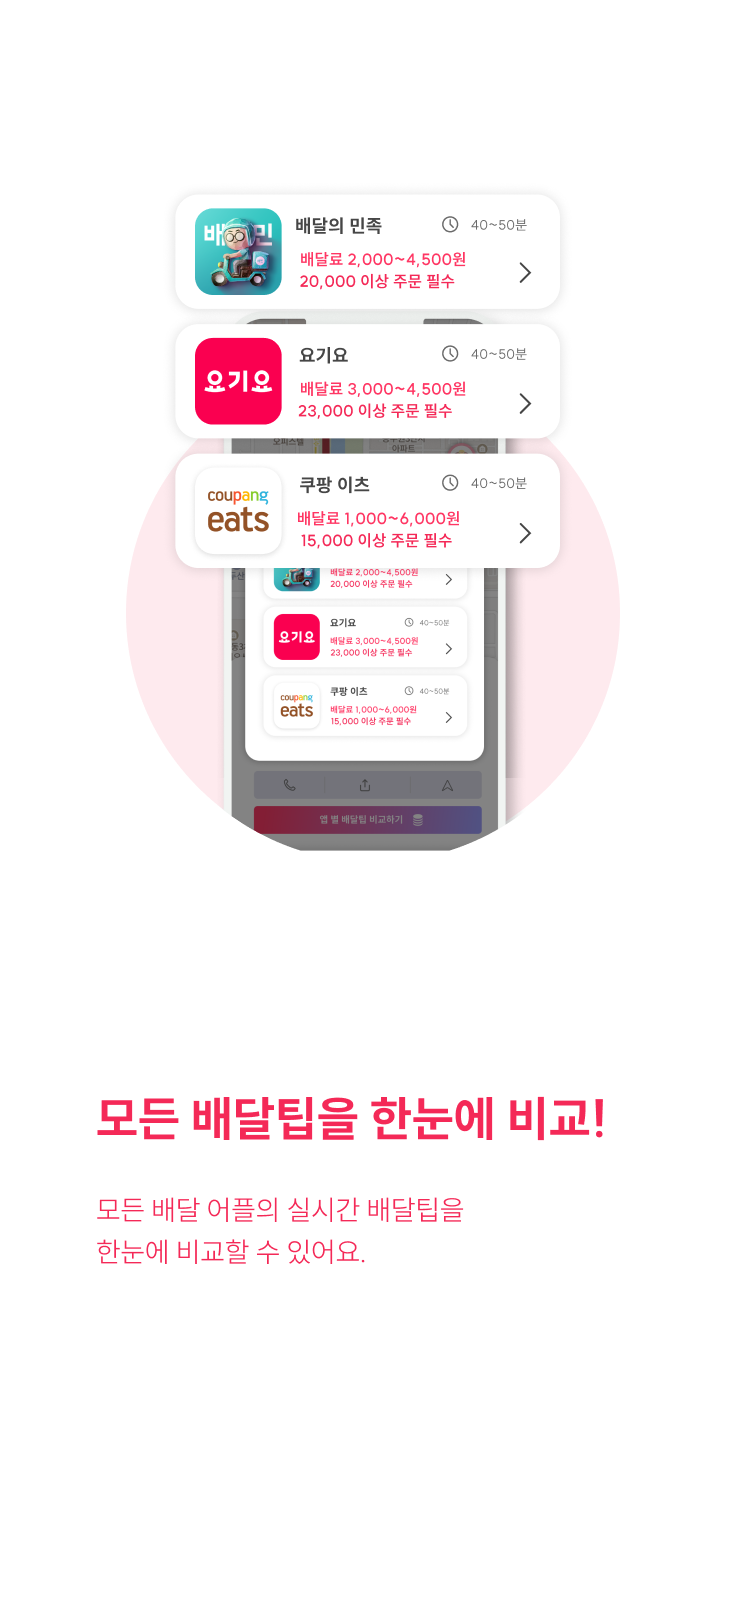 배민
배달의 민족
40~50분
배달료 2,000~4,500원
20,000 이상 주문 필수
요기요
요기요
40~50분
배달료 3,000~4,500원
23,000 이상 주문 필수
오피스텔
아파트
coupang
eats
쿠팡 이츠
40~50분
배달료 1,000~6,000원
15,000 이상 주문 필수
배달료 2,000~4,500원
20,000 이상 주문 필수
요기요
요기요
40~50분
배달료 3,000~4,500원
23,000 이상 주문 필수
coupang
eats
쿠팡 이츠
40~50분
배달료 1,000~6,000원
15,000 이상 주문 필수
앱 별 배달팁 비교하기
모든 배달팁을 한눈에 비교!
모든 배달 어플의 실시간 배달팁을
한눈에 비교할 수 있어요.